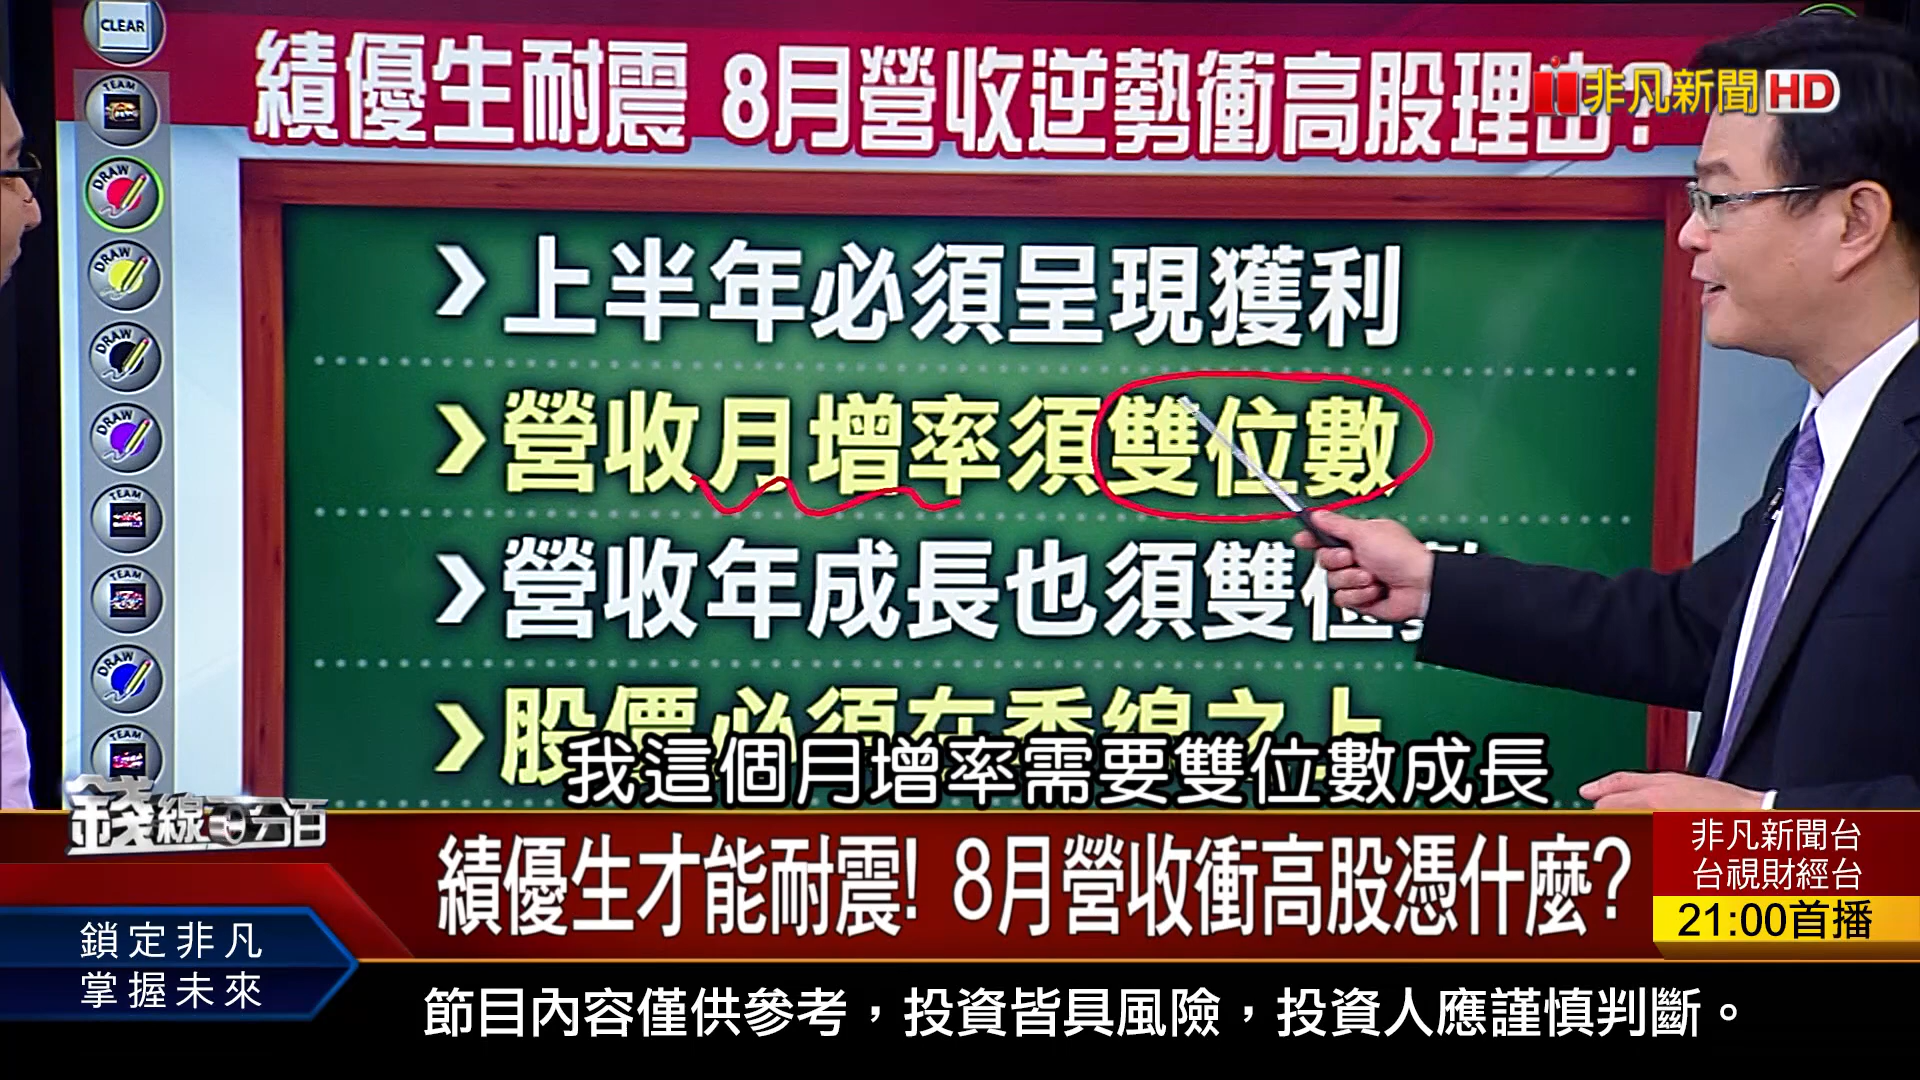 CLEAR
績優生耐震 8月營收逆勢衝高股理由?
非凡新聞HD
TEAM
DRAW
DRAW
DRAW
DRAW
TEAM
TEAM
DRAW
TEAM
上半年必須呈現獲利
營收月增率須雙位數
營收年成長也須雙位數
股價必須在季線之上
我這個月增率需要雙位數成長
錢線百分百
績優生才能耐震! 8月營收衝高股憑什麼?
非凡新聞台
台視財經台
21:00首播
鎖定非凡
掌握未來
節目內容僅供參考，投資皆具風險，投資人應謹慎判斷。